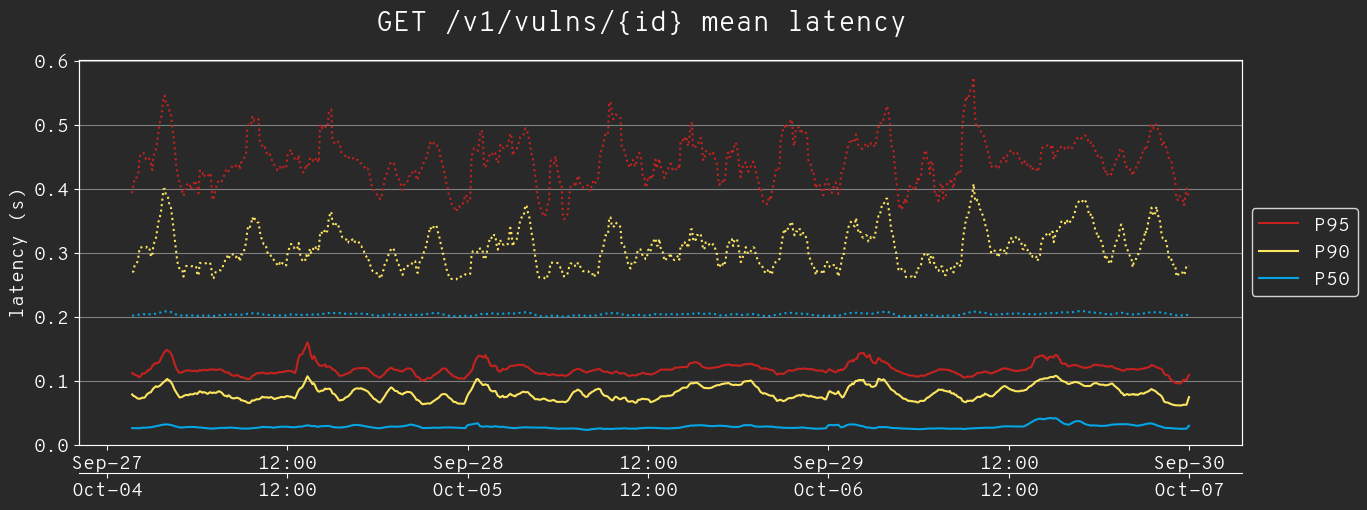 GET /v1/vulns/{id} mean latency
latency (s)
0.6
0.5
0.4
0.3
0.2
0.1
0.0
P95
P90
P50
Sep-27 12:00 Sep-28 12:00 Sep-29 12:00 Sep-30
Oct-04 12:00 Oct-05 12:00 Oct-06 12:00 Oct-07